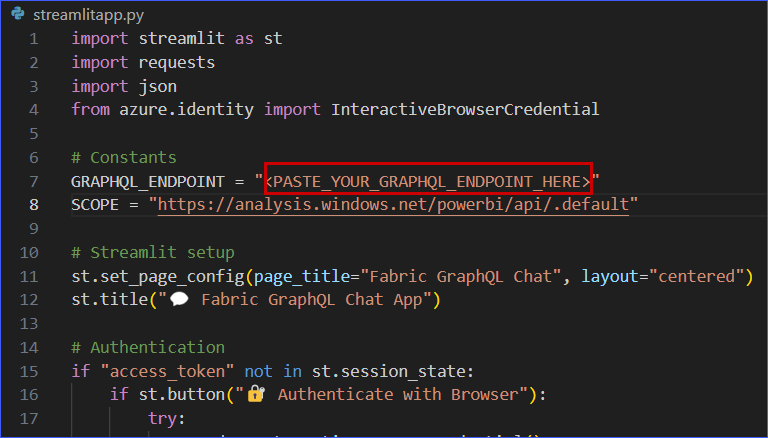 streamlitapp.py
1 import streamlit as st
2 import requests
3 import json
4 from azure.identity import InteractiveBrowserCredential
5
6 # Constants
7 GRAPHQL_ENDPOINT = "<PASTE_YOUR_GRAPHQL_ENDPOINT_HERE>"
8 SCOPE = "https://analysis.windows.net/powerbi/api/.default"
9
10 # Streamlit setup
11 st.set_page_config(page_title="Fabric GraphQL Chat", layout="centered")
12 st.title("💬 Fabric GraphQL Chat App")
13
14 # Authentication
15 if "access_token" not in st.session_state:
16 if st.button("🔐 Authenticate with Browser"):
17 try: